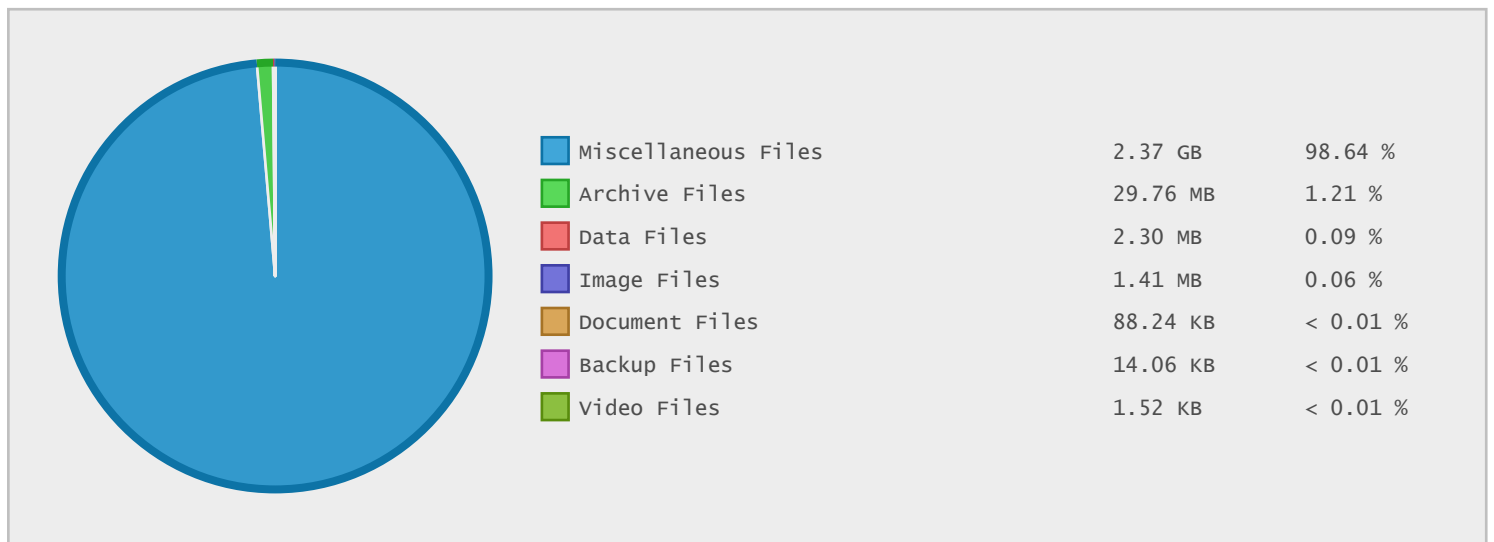 Miscellaneous Files 2.37 GB 98.64 %
Archive Files 29.76 MB 1.21 %
Data Files 2.30 MB 0.09 %
Image Files 1.41 MB 0.06 %
Document Files 88.24 KB < 0.01 %
Backup Files 14.06 KB < 0.01 %
Video Files 1.52 KB < 0.01 %